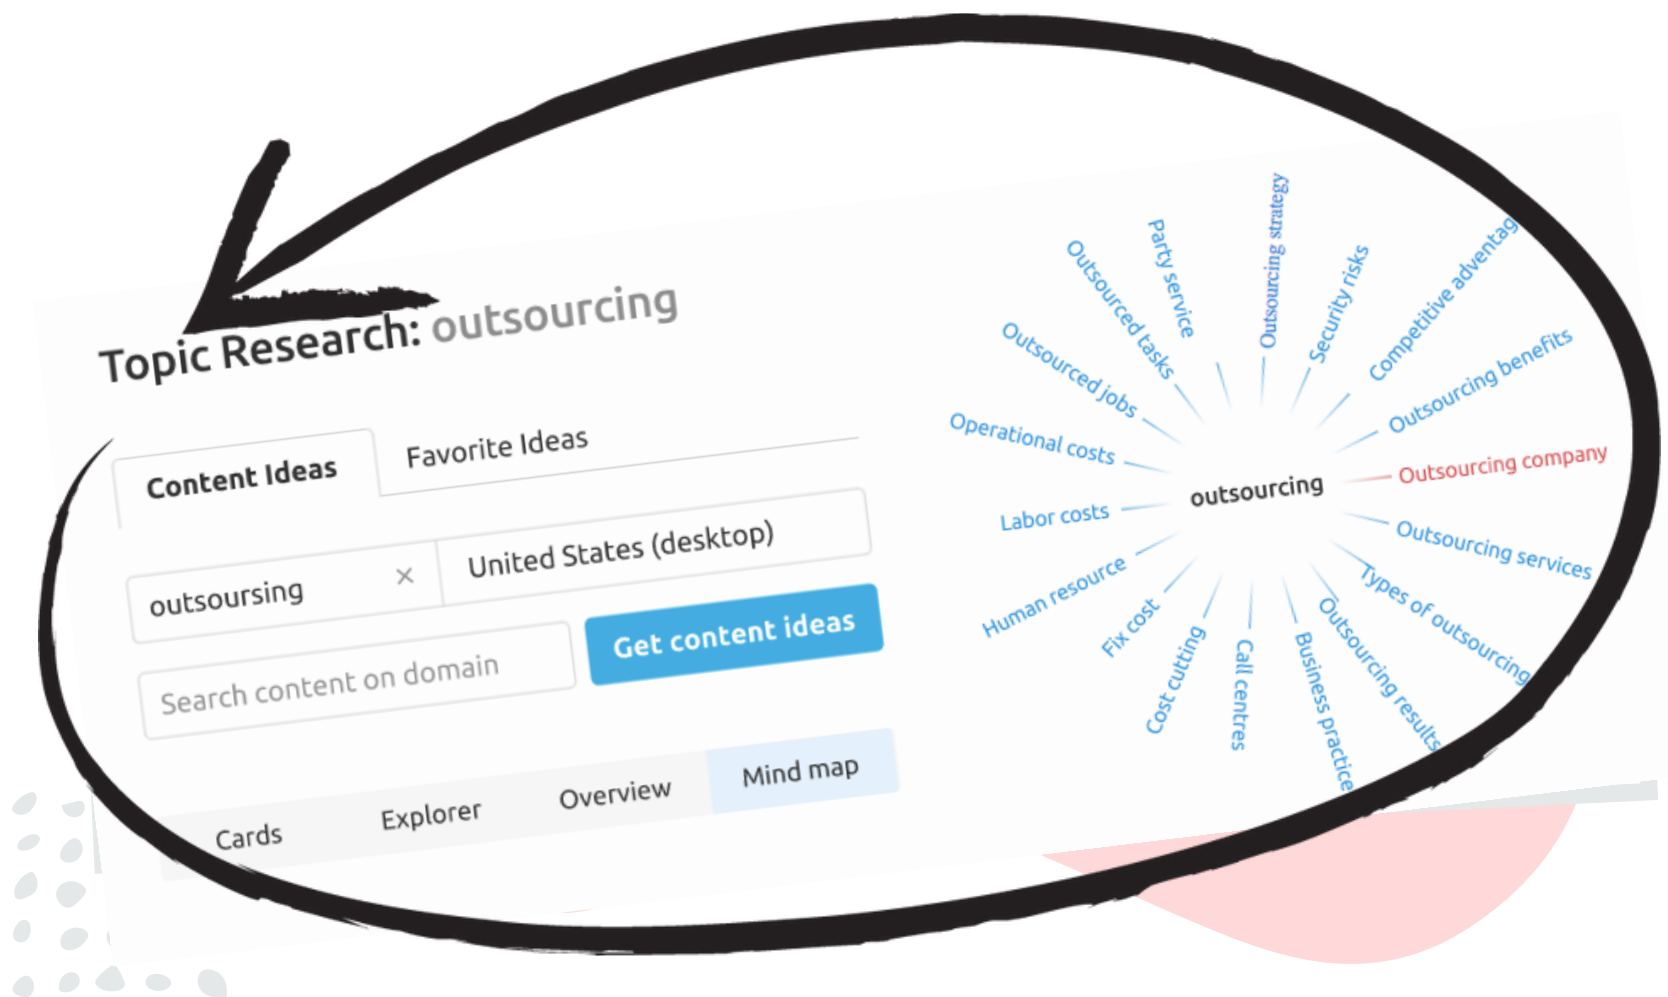 Topic Research: outsourcing
Content Ideas
Favorite Ideas
outsoursing ×
United States (desktop)
Search content on domain
Get content ideas
Cards
Explorer
Overview
Mind map
outsourcing
Outsourcing strategy
Security risks
Competitive adventag
Outsourcing benefits
Outsourcing company
Outsourcing services
Types of outsourcing
Outsourcing results
Business practice
Call centres
Cost cutting
Fix cost
Human resource
Labor costs
Operational costs
Outsourced jobs
Outsourced tasks
Party service